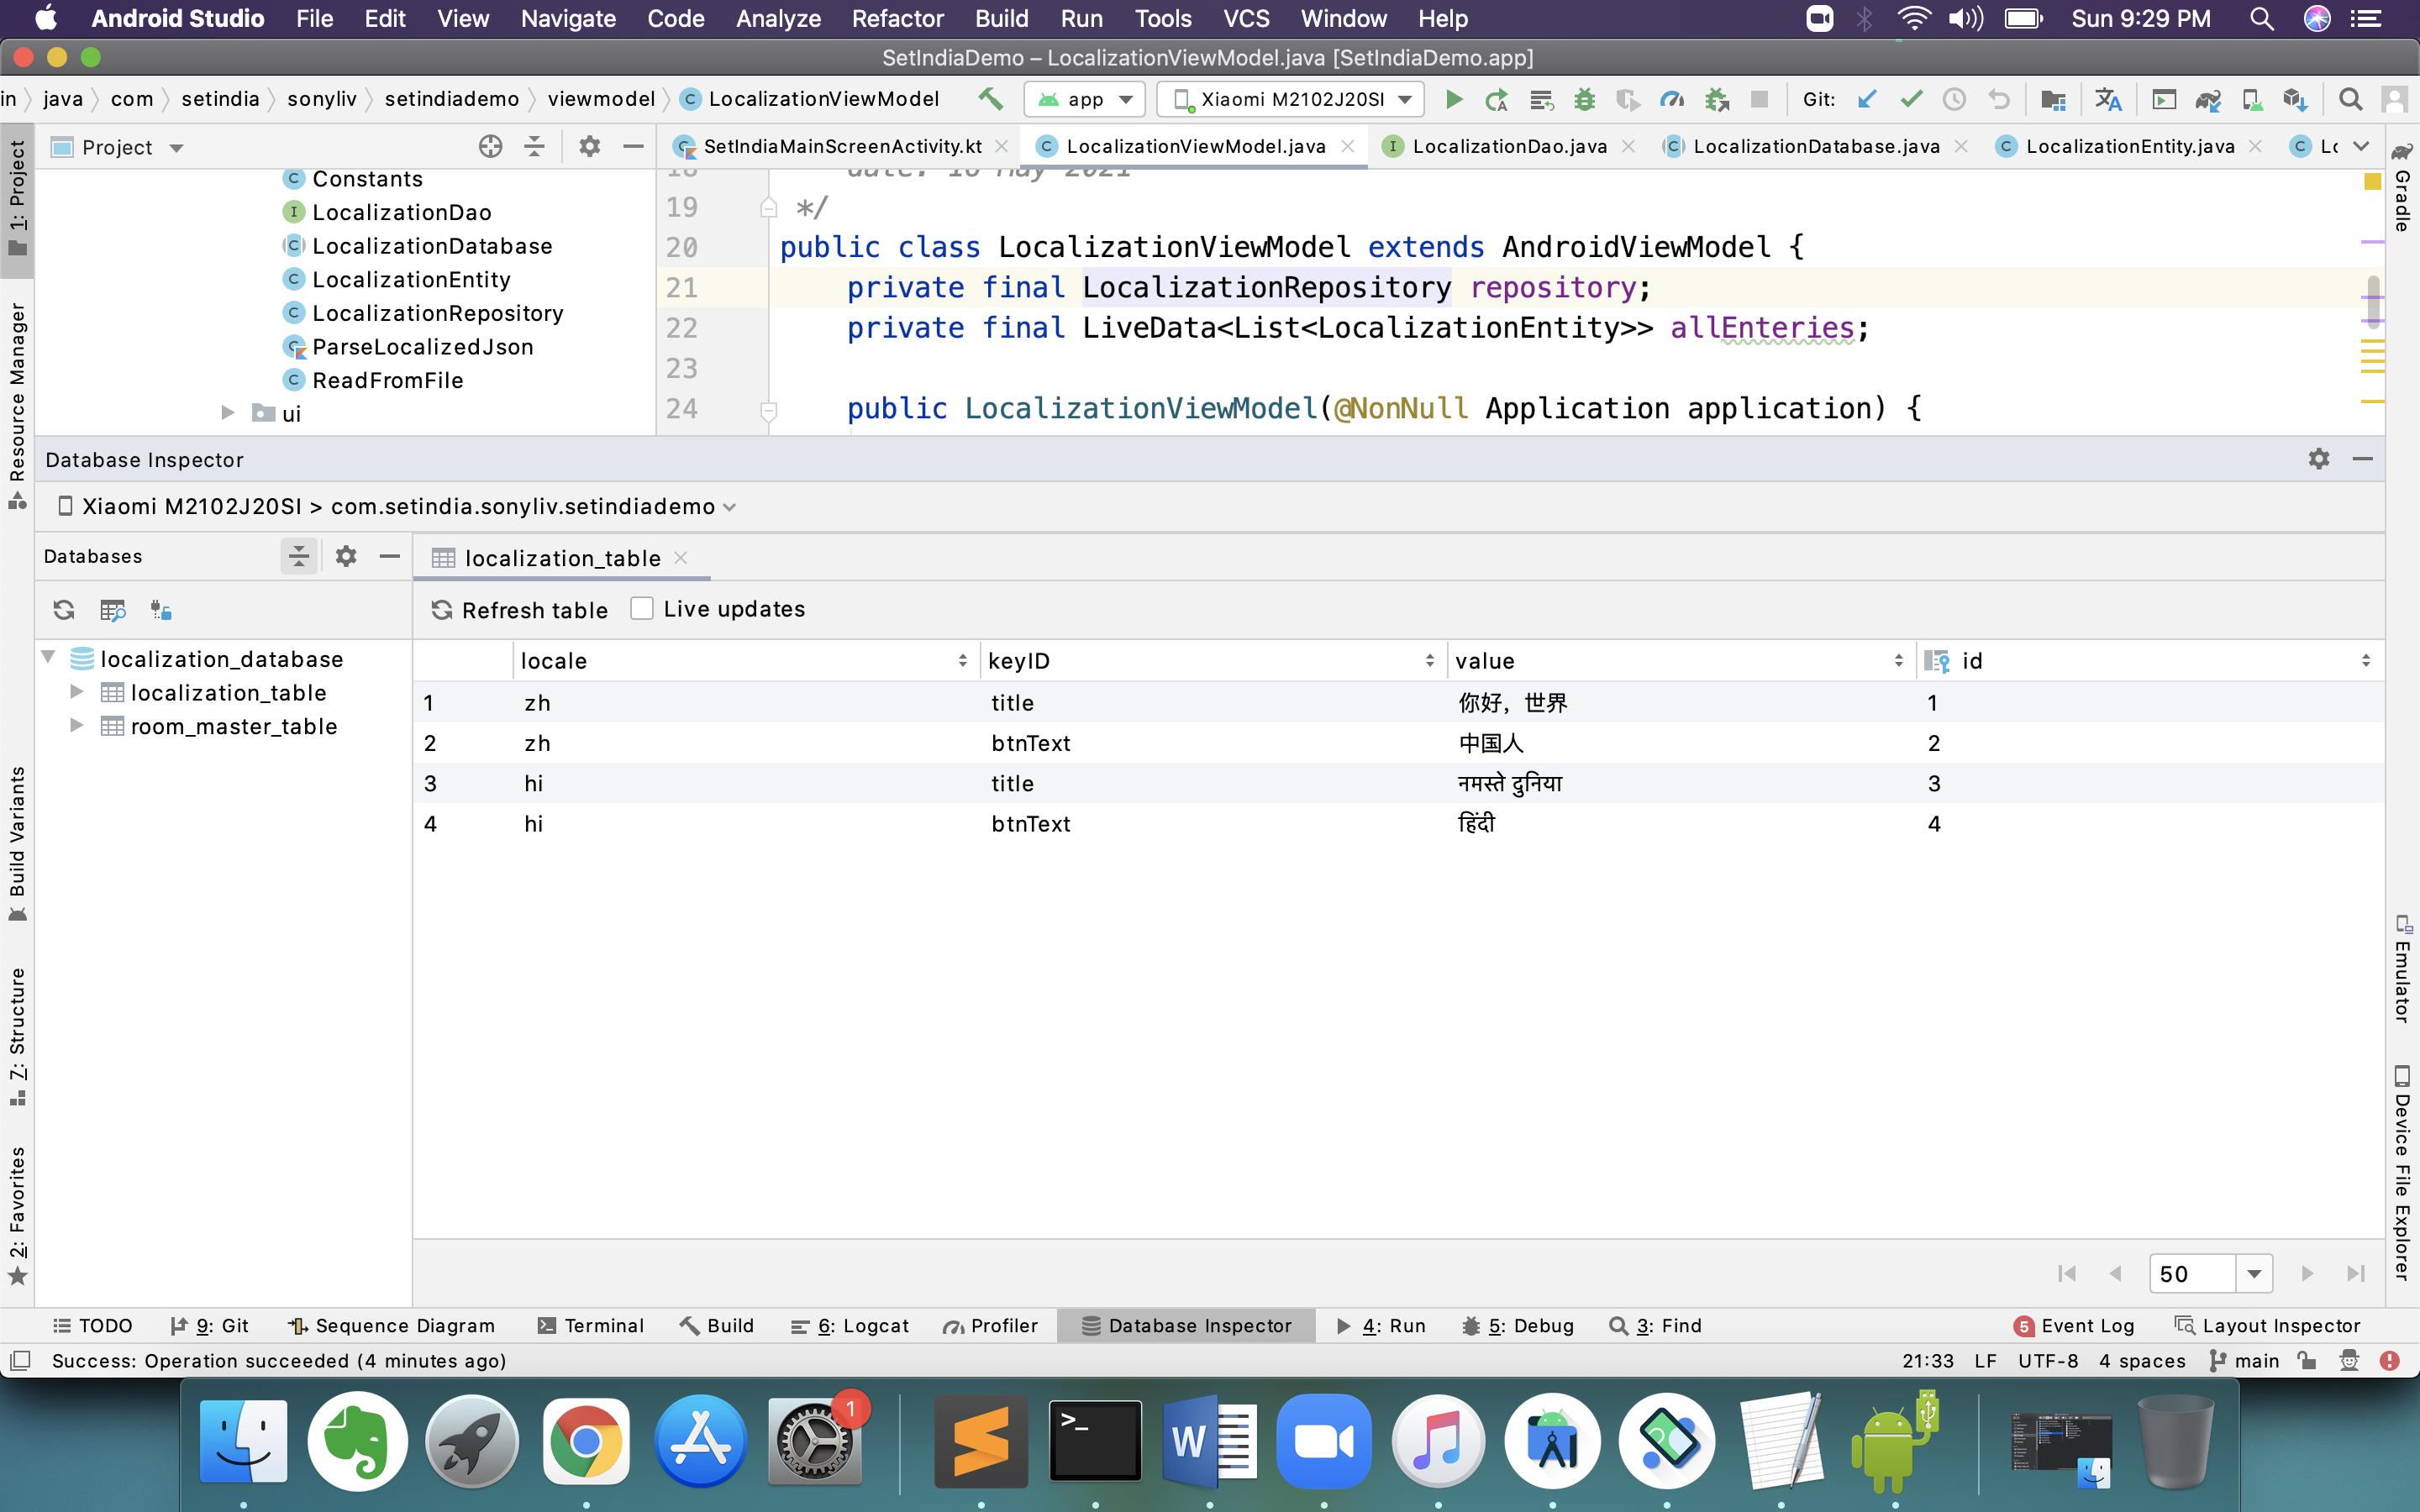 Android Studio File Edit View Navigate Code Analyze Refactor Build Run Tools VCS Window Help Sun 9:29 PM
SetIndiaDemo – LocalizationViewModel.java [SetIndiaDemo.app]
in java com setindia sonyliv setindiademo viewmodel LocalizationViewModel app Xiaomi M2102J20SI Git:
Project SetIndiaMainScreenActivity.kt LocalizationViewModel.java LocalizationDao.java LocalizationDatabase.java LocalizationEntity.java
1: Project
Resource Manager
Build Variants
7: Structure
2: Favorites
Constants
LocalizationDao
LocalizationDatabase
LocalizationEntity
LocalizationRepository
ParseLocalizedJson
ReadFromFile
ui
18 date: 16 May 2021
19 */
20 public class LocalizationViewModel extends AndroidViewModel {
21 private final LocalizationRepository repository;
22 private final LiveData<List<LocalizationEntity>> allEnteries;
23
24 public LocalizationViewModel(@NonNull Application application) {
Gradle
Emulator
Device File Explorer
Database Inspector
Xiaomi M2102J20SI > com.setindia.sonyliv.setindiademo
Databases
localization_table
Refresh table Live updates
localization_database
localization_table
room_master_table
locale keyID value id
1 zh title 你好，世界 1
2 zh btnText 中国人 2
3 hi title नमस्ते दुनिया 3
4 hi btnText हिंदी 4
50
TODO 9: Git Sequence Diagram Terminal Build 6: Logcat Profiler Database Inspector 4: Run 5: Debug 3: Find 5 Event Log Layout Inspector
Success: Operation succeeded (4 minutes ago) 21:33 LF UTF-8 4 spaces main
1